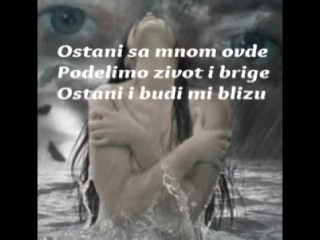 Ostani sa mnom ovde
Podelimo zivot i brige
Ostani i budi mi blizu